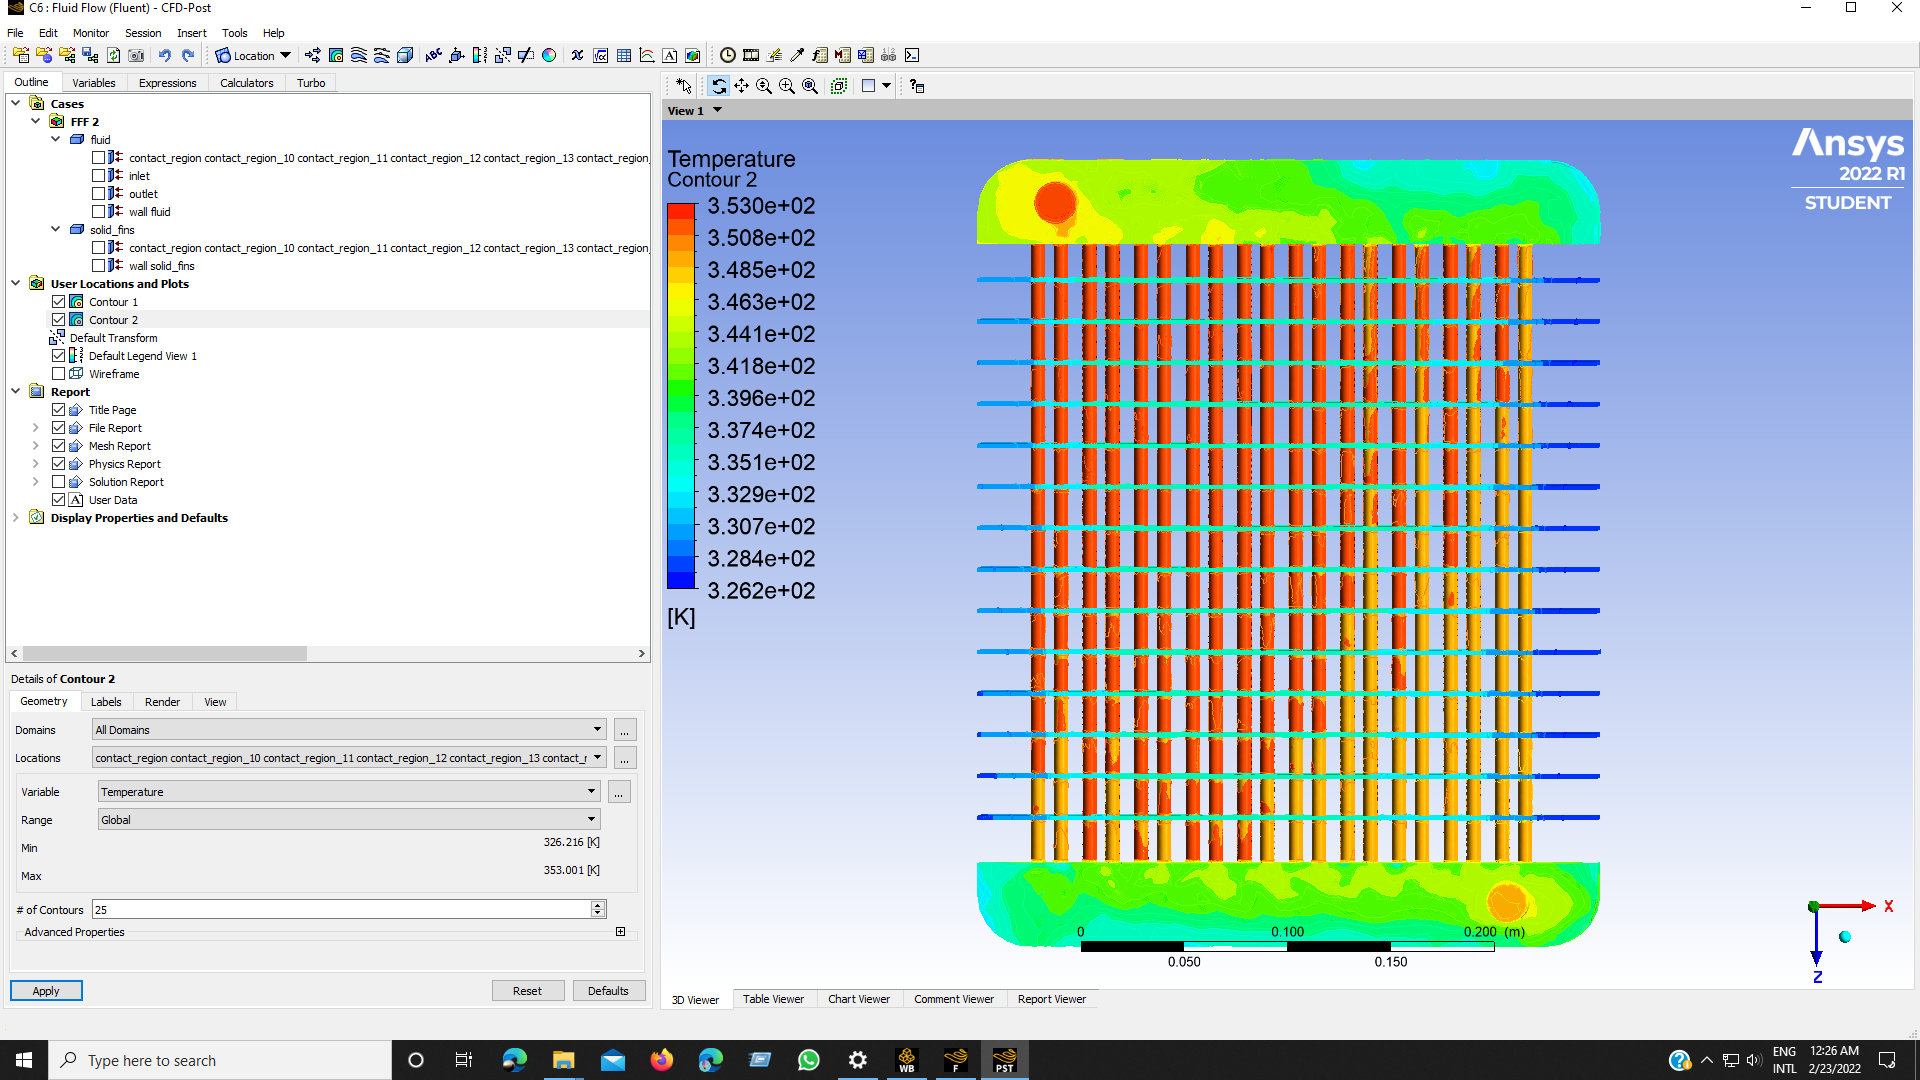 C6 : Fluid Flow (Fluent) - CFD-Post
File Edit Monitor Session Insert Tools Help
Location
Outline Variables Expressions Calculators Turbo
Cases
FFF 2
fluid
contact_region contact_region_10 contact_region_11 contact_region_12 contact_region_13 contact_region_
inlet
outlet
wall fluid
solid_fins
contact_region contact_region_10 contact_region_11 contact_region_12 contact_region_13 contact_region_
wall solid_fins
User Locations and Plots
Contour 1
Contour 2
Default Transform
Default Legend View 1
Wireframe
Report
Title Page
File Report
Mesh Report
Physics Report
Solution Report
User Data
Display Properties and Defaults
Details of Contour 2
Geometry Labels Render View
Domains All Domains ...
Locations contact_region contact_region_10 contact_region_11 contact_region_12 contact_region_13 contact_r ...
Variable Temperature ...
Range Global
Min 326.216 [K]
Max 353.001 [K]
# of Contours 25
Advanced Properties
Apply Reset Defaults
View 1
Temperature
Contour 2
3.530e+02
3.508e+02
3.485e+02
3.463e+02
3.441e+02
3.418e+02
3.396e+02
3.374e+02
3.351e+02
3.329e+02
3.307e+02
3.284e+02
3.262e+02
[K]
Ansys
2022 R1
STUDENT
0 0.100 0.200 (m)
0.050 0.150
X
Z
3D Viewer Table Viewer Chart Viewer Comment Viewer Report Viewer
Type here to search
WB F PST
ENG
INTL
12:26 AM
2/23/2022